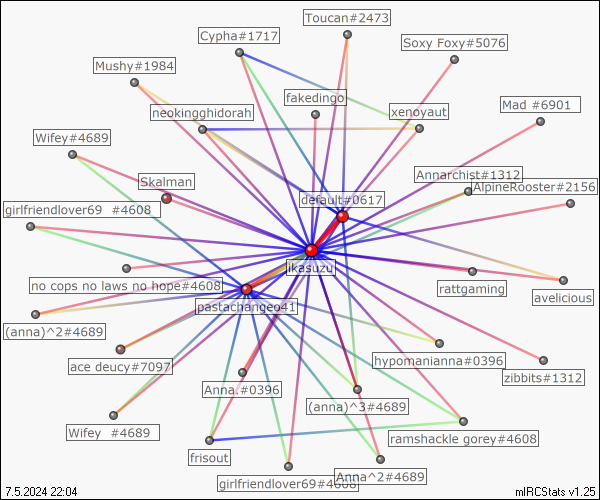 Toucan#2473
Cypha#1717
Soxy Foxy#5076
Mushy#1984
fakedingo
Mad #6901
neokingghidorah
xenoyaut
Wifey#4689
Skalman
Annarchist#1312
AlpineRooster#2156
default#0617
girlfriendlover69 #4608
likasuzu
no cops no laws no hope#4608
rattgaming
avelicious
pastachangeo41
(anna)^2#4689
ace deucy#7097
hypomanianna#0396
zibbits#1312
Anna.#0396
(anna)^3#4689
Wifey #4689
ramshackle gorey#4608
frisout
Anna^2#4689
girlfriendlover69#4608
7.5.2024 22:04
mIRCStats v1.25